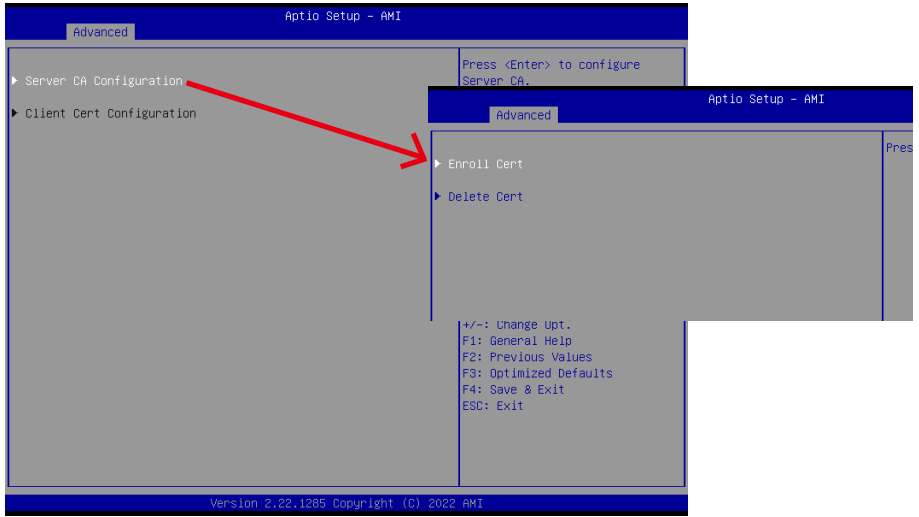 Aptio Setup – AMI
Advanced
Server CA Configuration
Client Cert Configuration
Press <Enter> to configure
Server CA.
Aptio Setup – AMI
Advanced
Enroll Cert
Delete Cert
+/-: Change Opt.
F1: General Help
F2: Previous Values
F3: Optimized Defaults
F4: Save & Exit
ESC: Exit
Version 2.22.1285 Copyright (C) 2022 AMI